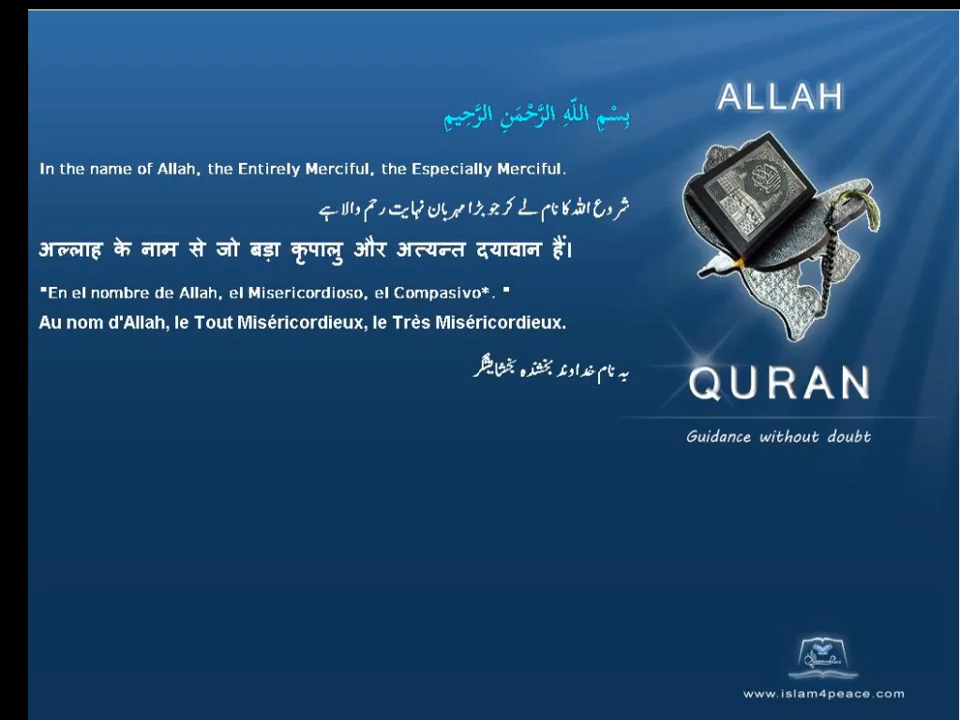 بِسْمِ اللَّهِ الرَّحْمَنِ الرَّحِيمِ
In the name of Allah, the Entirely Merciful, the Especially Merciful.
شروع الله کا نام لے کر جو بڑا مہربان نہایت رحم والا ہے
अल्लाह के नाम से जो बड़ा कृपालु और अत्यन्त दयावान हैं।
"En el nombre de Allah, el Misericordioso, el Compasivo*. "
Au nom d'Allah, le Tout Miséricordieux, le Très Miséricordieux.
به نام خداوند بخشنده بخشایشگر
ALLAH
QURAN
Guidance without doubt
www.islam4peace.com